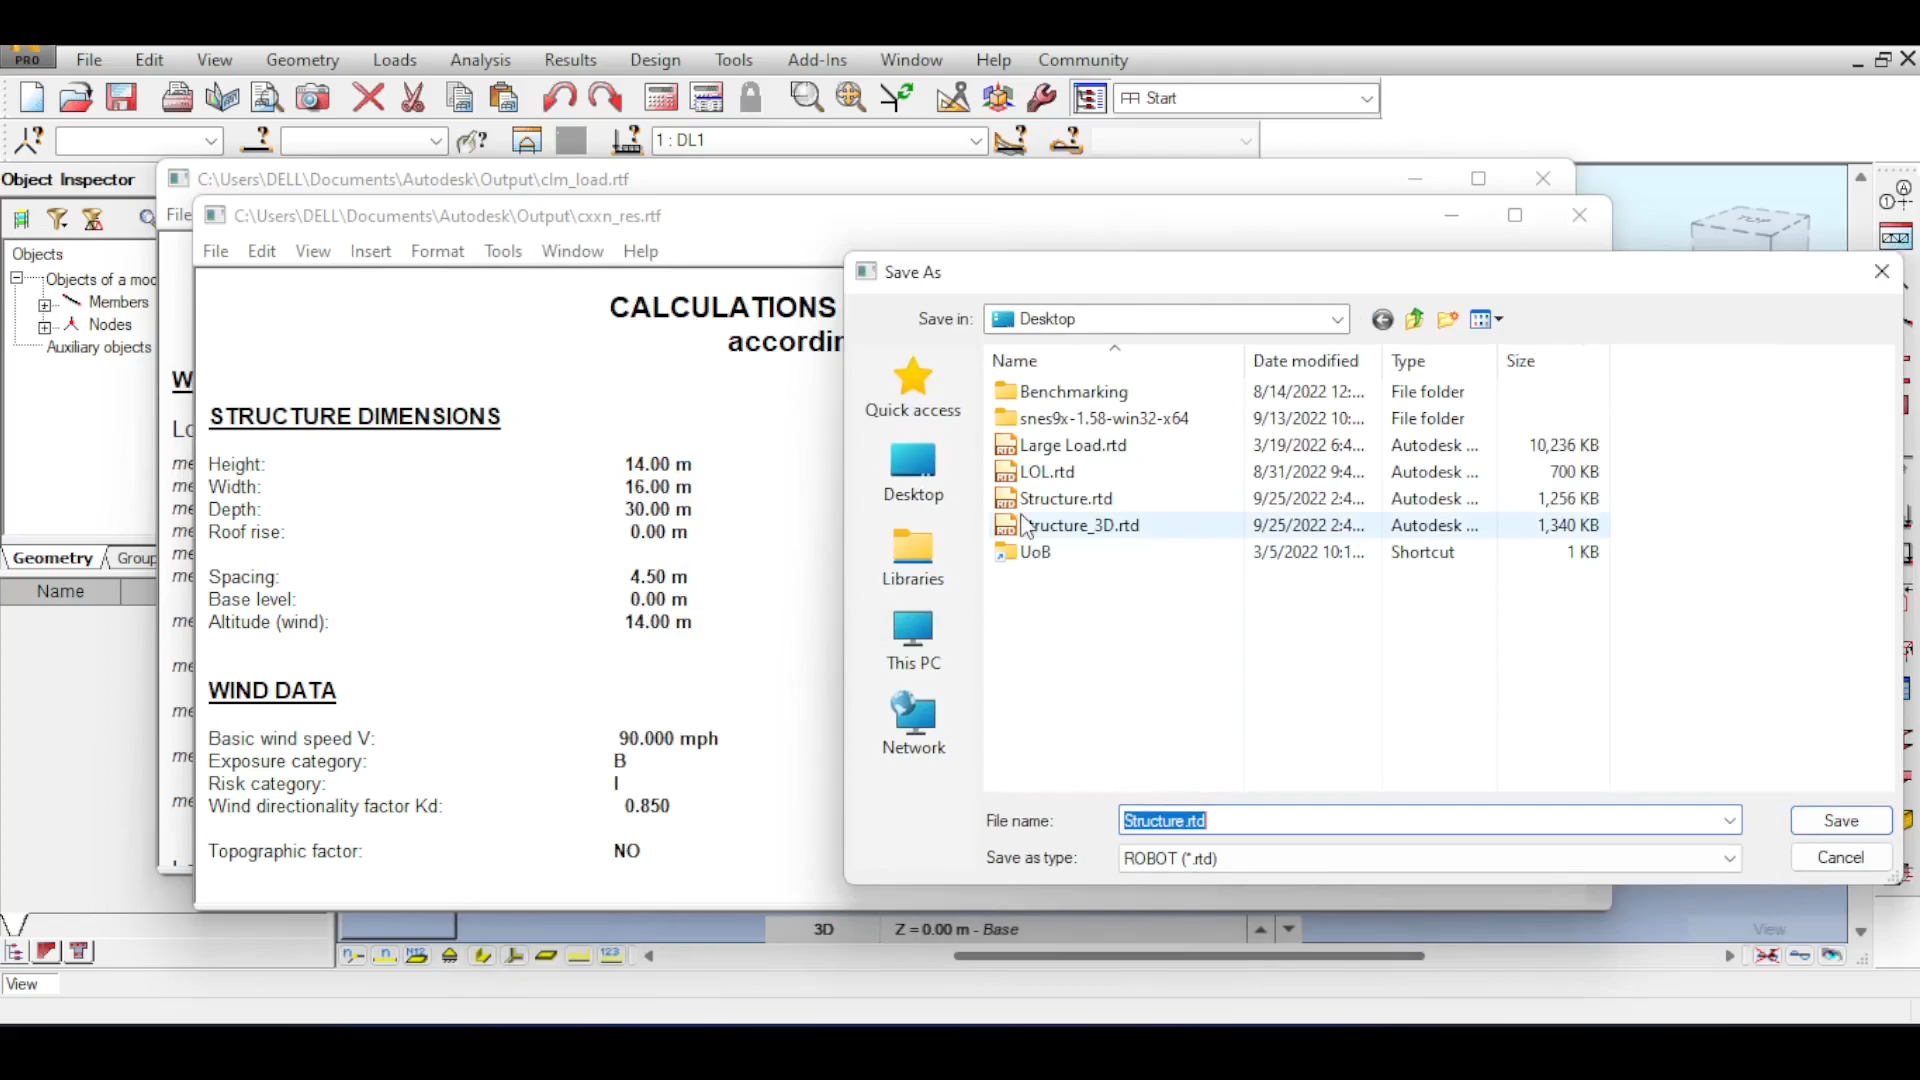 PRO
File Edit View Geometry Loads Analysis Results Design Tools Add-Ins Window Help Community
Start
1 : DL1
Object Inspector
C:\Users\DELL\Documents\Autodesk\Output\clm_load.rtf
TOP
File
C:\Users\DELL\Documents\Autodesk\Output\cxxn_res.rtf
File Edit View Insert Format Tools Window Help
Objects
Objects of a mod
Members
Nodes
Auxiliary objects
Geometry
Group
Name
CALCULATIONS
accordin
STRUCTURE DIMENSIONS
Height: 14.00 m
Width: 16.00 m
Depth: 30.00 m
Roof rise: 0.00 m
Spacing: 4.50 m
Base level: 0.00 m
Altitude (wind): 14.00 m
WIND DATA
Basic wind speed V: 90.000 mph
Exposure category: B
Risk category: I
Wind directionality factor Kd: 0.850
Topographic factor: NO
Save As
Save in: Desktop
Name Date modified Type Size
Benchmarking 8/14/2022 12:... File folder
snes9x-1.58-win32-x64 9/13/2022 10:... File folder
Large Load.rtd 3/19/2022 6:4... Autodesk ... 10,236 KB
LOL.rtd 8/31/2022 9:4... Autodesk ... 700 KB
Structure.rtd 9/25/2022 2:4... Autodesk ... 1,256 KB
tructure_3D.rtd 9/25/2022 2:4... Autodesk ... 1,340 KB
UoB 3/5/2022 10:1... Shortcut 1 KB
Quick access
Desktop
Libraries
This PC
Network
File name: Structure.rtd Save
Save as type: ROBOT (*.rtd) Cancel
3D Z = 0.00 m - Base View
View